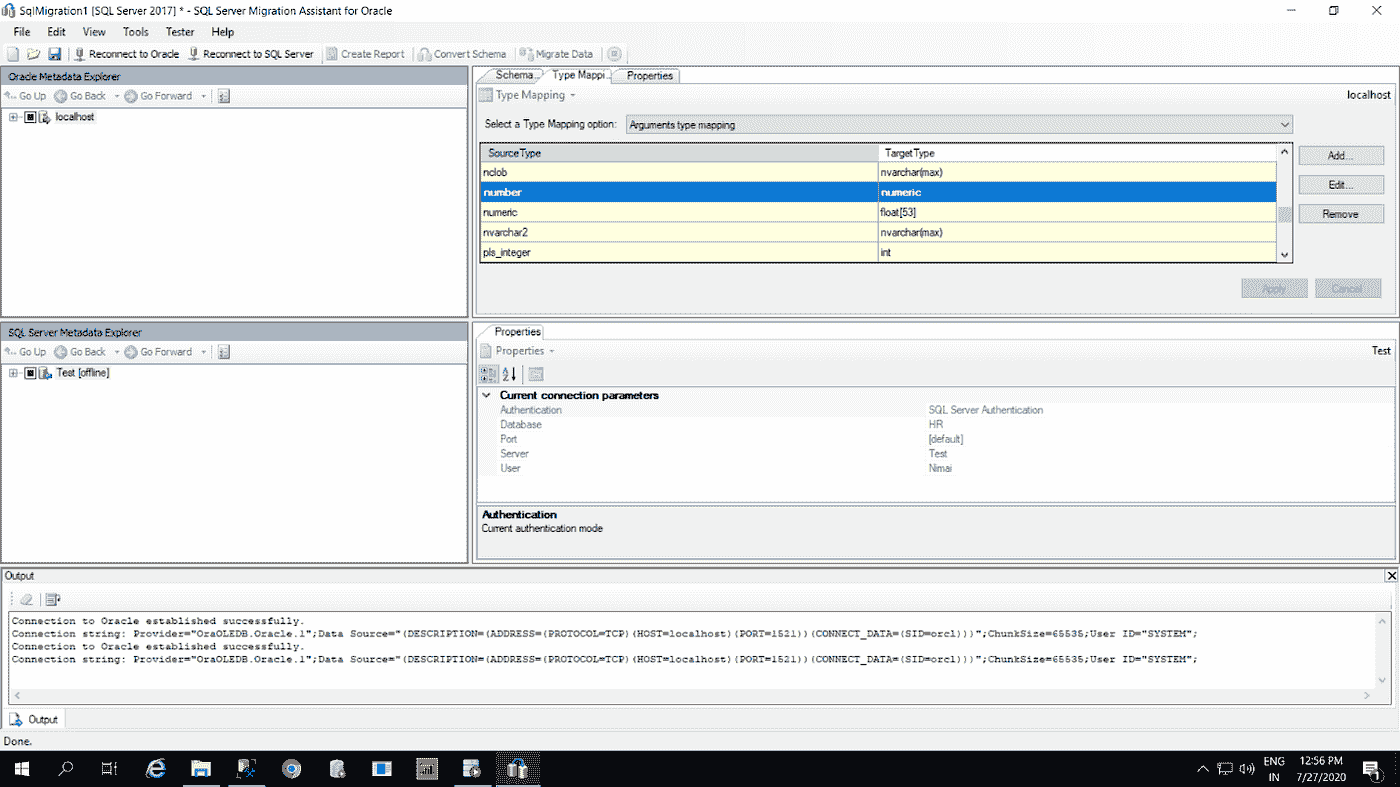 SqlMigration1 [SQL Server 2017] * - SQL Server Migration Assistant for Oracle
File Edit View Tools Tester Help
Reconnect to Oracle Reconnect to SQL Server Create Report Convert Schema Migrate Data
Oracle Metadata Explorer
Go Up Go Back Go Forward
localhost
Schema... Type Mappi... Properties
Type Mapping localhost
Select a Type Mapping option: Arguments type mapping
SourceType TargetType
nclob nvarchar(max)
number numeric
numeric float[53]
nvarchar2 nvarchar(max)
pls_integer int
Add...
Edit...
Remove
Apply Cancel
SQL Server Metadata Explorer
Go Up Go Back Go Forward
Test [offline]
Properties
Properties Test
Current connection parameters
Authentication SQL Server Authentication
Database HR
Port [default]
Server Test
User Nimai
Authentication
Current authentication mode
Output
Connection to Oracle established successfully.
Connection string: Provider="OraOLEDB.Oracle.1";Data Source="(DESCRIPTION=(ADDRESS=(PROTOCOL=TCP)(HOST=localhost)(PORT=1521))(CONNECT_DATA=(SID=orcl)))";ChunkSize=65535;User ID="SYSTEM";
Connection to Oracle established successfully.
Connection string: Provider="OraOLEDB.Oracle.1";Data Source="(DESCRIPTION=(ADDRESS=(PROTOCOL=TCP)(HOST=localhost)(PORT=1521))(CONNECT_DATA=(SID=orcl)))";ChunkSize=65535;User ID="SYSTEM";
Output
Done.
ENG
IN
12:56 PM
7/27/2020
1